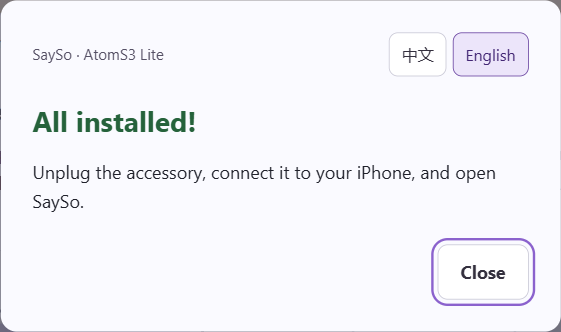 SaySo · AtomS3 Lite
中文
English
All installed!
Unplug the accessory, connect it to your iPhone, and open
SaySo.
Close